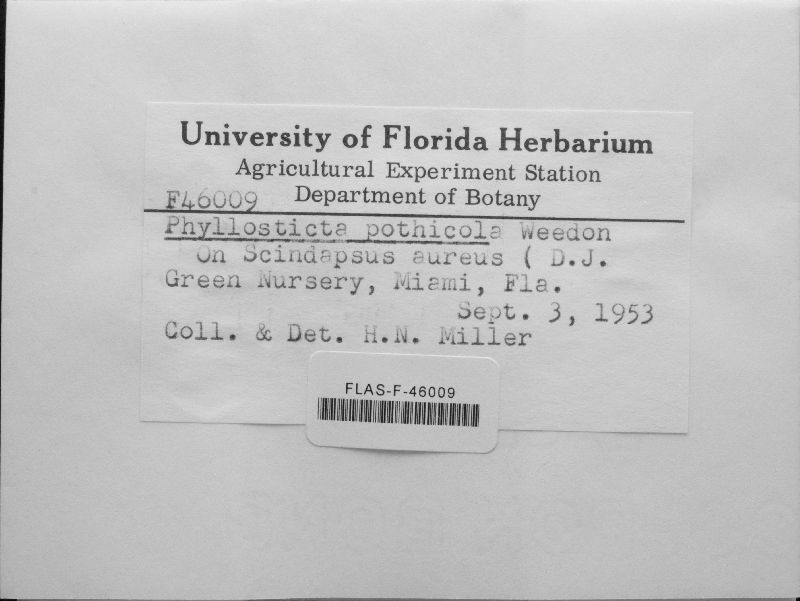 University of Florida Herbarium
Agricultural Experiment Station
Department of Botany
F46009
Phyllosticta pothicola Weedon
On Scindapsus aureus ( D.J.
Green Nursery, Miami, Fla.
Sept. 3, 1953
Coll. & Det. H.N. Miller
FLAS-F-46009